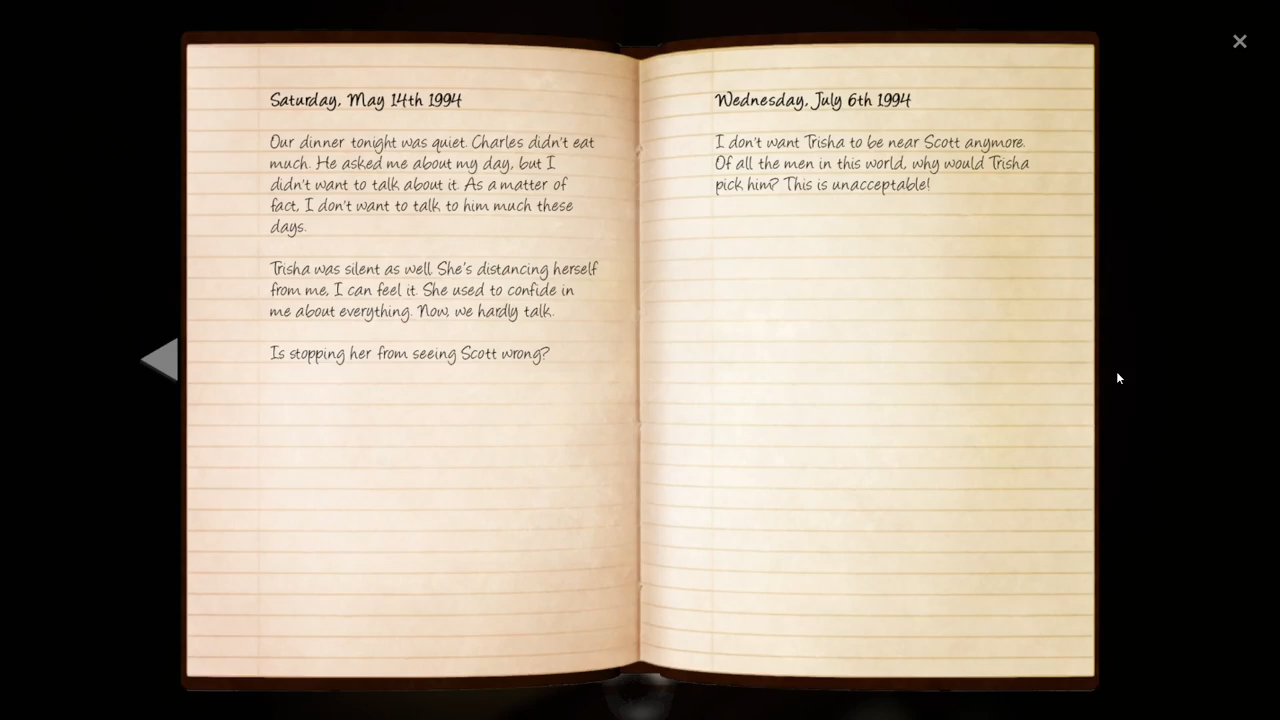 Saturday, May 14th 1994
Our dinner tonight was quiet. Charles didn't eat
much. He asked me about my day, but I
didn't want to talk about it. As a matter of
fact, I don't want to talk to him much these
days.
Trisha was silent as well. She's distancing herself
from me, I can feel it. She used to confide in
me about everything. Now, we hardly talk.
Is stopping her from seeing Scott wrong?
Wednesday, July 6th 1994
I don't want Trisha to be near Scott anymore.
Of all the men in this world, why would Trisha
pick him? This is unacceptable!